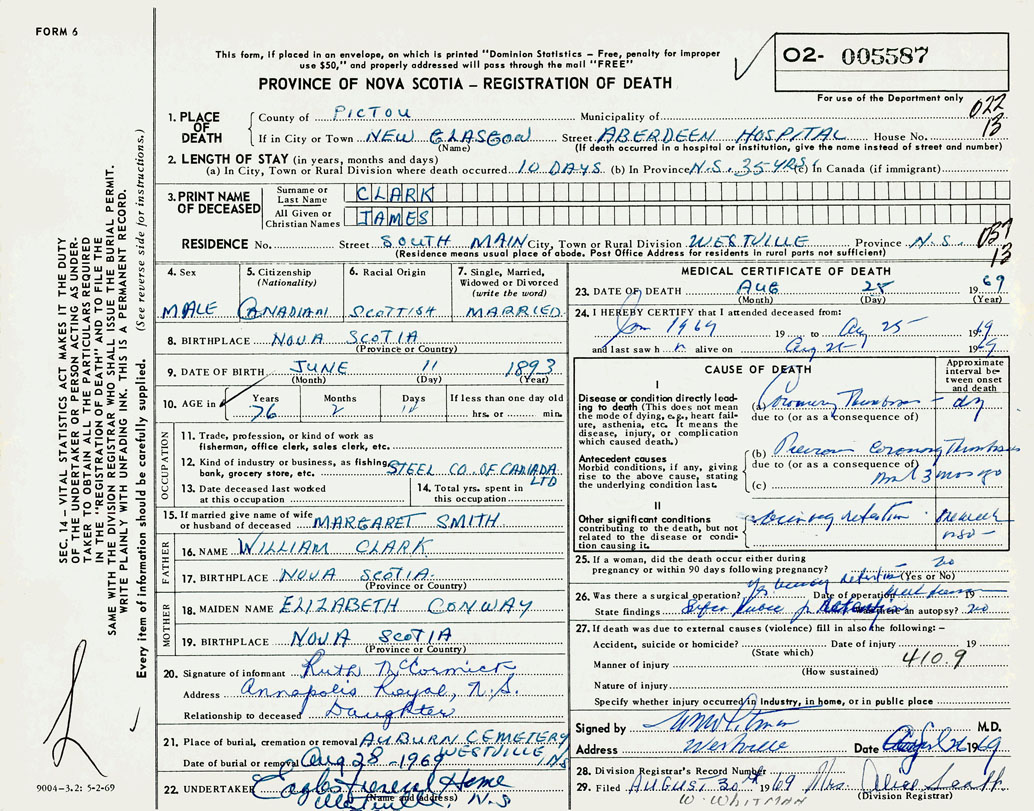 FORM 6
This form, if placed in an envelope, on which is printed "Dominion Statistics – Free, penalty for improper
use $50," and properly addressed will pass through the mail "FREE"
PROVINCE OF NOVA SCOTIA – REGISTRATION OF DEATH
O2- 005587
For use of the Department only
022
13
1. PLACE OF DEATH
County of PICTOU Municipality of
If in City or Town NEW GLASGOW Street ABERDEEN HOSPITAL House No.
(Name) (If death occurred in a hospital or institution, give the name instead of street and number)
2. LENGTH OF STAY (in years, months and days)
(a) In City, Town or Rural Division where death occurred 10 DAYS (b) In Province N.S. 35 YRS (c) In Canada (if immigrant)
3. PRINT NAME OF DECEASED
Surname or Last Name CLARK
All Given or Christian Names JAMES
RESIDENCE No. Street SOUTH MAIN City, Town or Rural Division WESTVILLE Province N.S.
(Residence means usual place of abode. Post Office Address for residents in rural parts not sufficient)
037
13
4. Sex
MALE
5. Citizenship
(Nationality)
CANADIAN
6. Racial Origin
SCOTTISH
7. Single, Married,
Widowed or Divorced
(write the word)
MARRIED
8. BIRTHPLACE NOVA SCOTIA
(Province or Country)
9. DATE OF BIRTH JUNE 11 1893
(Month) (Day) (Year)
10. AGE in Years Months Days If less than one day old
76 2 hrs. or min.
OCCUPATION
11. Trade, profession, or kind of work as
fisherman, office clerk, sales clerk, etc.
12. Kind of industry or business, as fishing,
bank, grocery store, etc. STEEL CO. OF CANADA
LTD
13. Date deceased last worked
at this occupation
14. Total yrs. spent in
this occupation
15. If married give name of wife
or husband of deceased MARGARET SMITH
FATHER
16. NAME WILLIAM CLARK
17. BIRTHPLACE NOVA SCOTIA
(Province or Country)
MOTHER
18. MAIDEN NAME ELIZABETH CONWAY
19. BIRTHPLACE NOVA SCOTIA
(Province or Country)
20. Signature of informant Ruth McCormick
Address Annapolis Royal, N.S.
Relationship to deceased Daughter
21. Place of burial, cremation or removal AUBURN CEMETERY
WESTVILLE, NS
Date of burial or removal Aug 28 - 1969
22. UNDERTAKER Eagles Funeral Home
(Name and address) N.S
MEDICAL CERTIFICATE OF DEATH
23. DATE OF DEATH AUG 25 1969
(Month) (Day) (Year)
24. I HEREBY CERTIFY that I attended deceased from:
Jan 1969 19 to Aug 25 1969
and last saw h alive on Aug 1969
CAUSE OF DEATH
Approximate
interval between
onset
and death
I
Disease or condition directly leading
to death (This does not mean
the mode of dying, e.g., heart failure,
asthenia, etc. It means the
disease, injury, or complication
which caused death.)
(a) Coronary Thrombosis – day
due to (or as a consequence of)
Antecedent causes
Morbid conditions, if any, giving
rise to the above cause, stating
the underlying condition last.
(b) Previous Coronary Thrombosis
due to (or as a consequence of)
(c) 3 mos ago
II
Other significant conditions
contributing to the death, but not
related to the disease or condition
causing it.
retention
25. If a woman, did the death occur either during
pregnancy or within 90 days following pregnancy? no (Yes or No)
26. Was there a surgical operation? yes retention Date of operation 19
State findings Was there an autopsy? no
27. If death was due to external causes (violence) fill in also the following: –
Accident, suicide or homicide? Date of injury 19
(State which)
Manner of injury 410.9
(How sustained)
Nature of injury
Specify whether injury occurred in industry, in home, or in public place
Signed by M.D.
Address Westville Date 1969
28. Division Registrar's Record Number
29. Filed AUGUST 30th 1969 Mrs.
(Division Registrar)
W. WHITMAN
SEC. 14 – VITAL STATISTICS ACT MAKES IT THE DUTY
OF THE UNDERTAKER OR PERSON ACTING AS UNDERTAKER
TO OBTAIN ALL THE PARTICULARS REQUIRED
IN THE "REGISTRATION OF DEATH" AND FILE THE
SAME WITH THE DIVISION REGISTRAR WHO SHALL ISSUE THE BURIAL PERMIT.
WRITE PLAINLY WITH UNFADING INK. THIS IS A PERMANENT RECORD.
Every item of information should be carefully supplied. (See reverse side for instructions.)
9004–3.2: 5-2-69